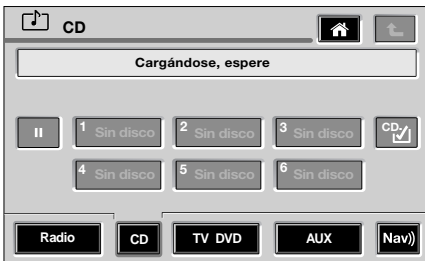 CD
Cargándose, espere
1 Sin disco 2 Sin disco 3 Sin disco CD
4 Sin disco 5 Sin disco 6 Sin disco
Radio CD TV DVD AUX Nav))